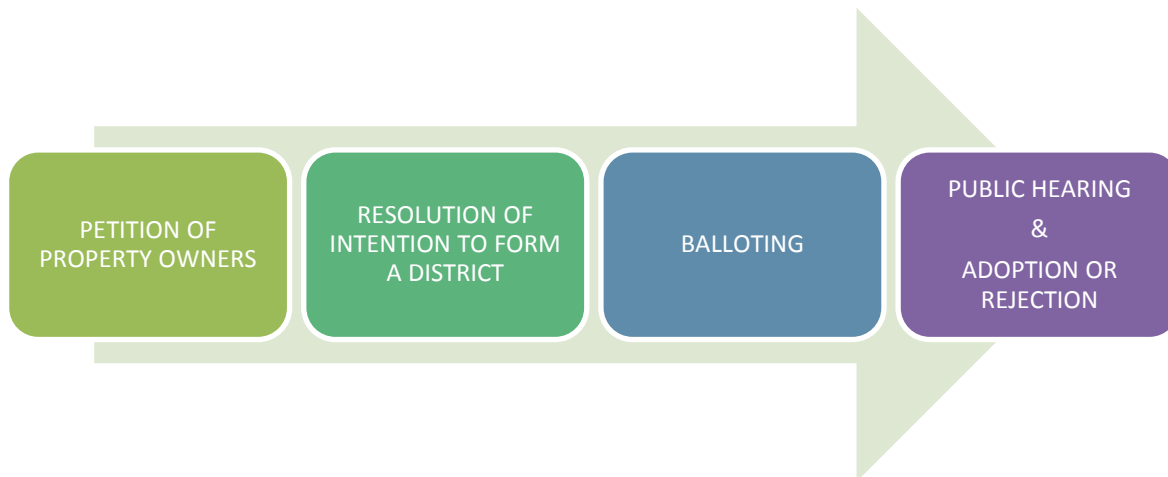 PETITION OF
PROPERTY OWNERS
RESOLUTION OF
INTENTION TO FORM
A DISTRICT
BALLOTING
PUBLIC HEARING
&
ADOPTION OR
REJECTION